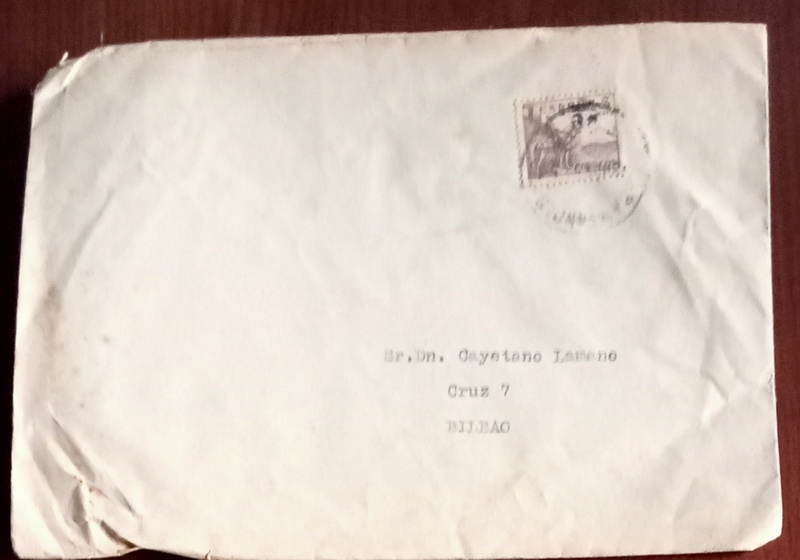 Sr.Dn. Cayetano Lamano
Cruz 7
BILBAO